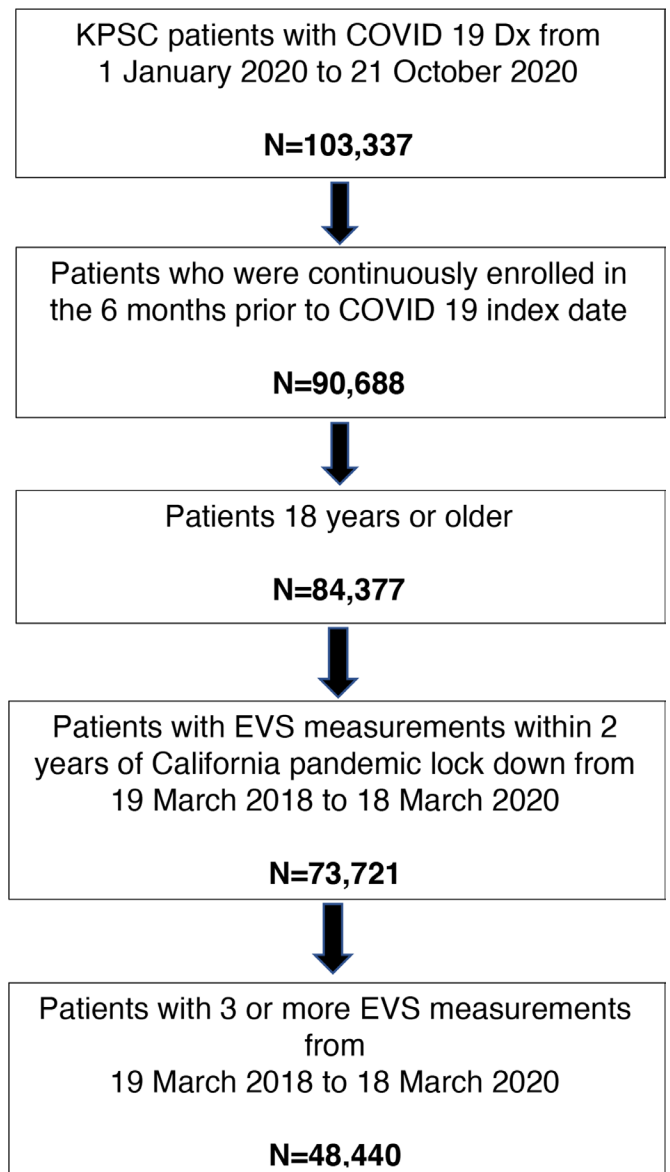 KPSC patients with COVID 19 Dx from
1 January 2020 to 21 October 2020
N=103,337
Patients who were continuously enrolled in
the 6 months prior to COVID 19 index date
N=90,688
Patients 18 years or older
N=84,377
Patients with EVS measurements within 2
years of California pandemic lock down from
19 March 2018 to 18 March 2020
N=73,721
Patients with 3 or more EVS measurements
from
19 March 2018 to 18 March 2020
N=48,440